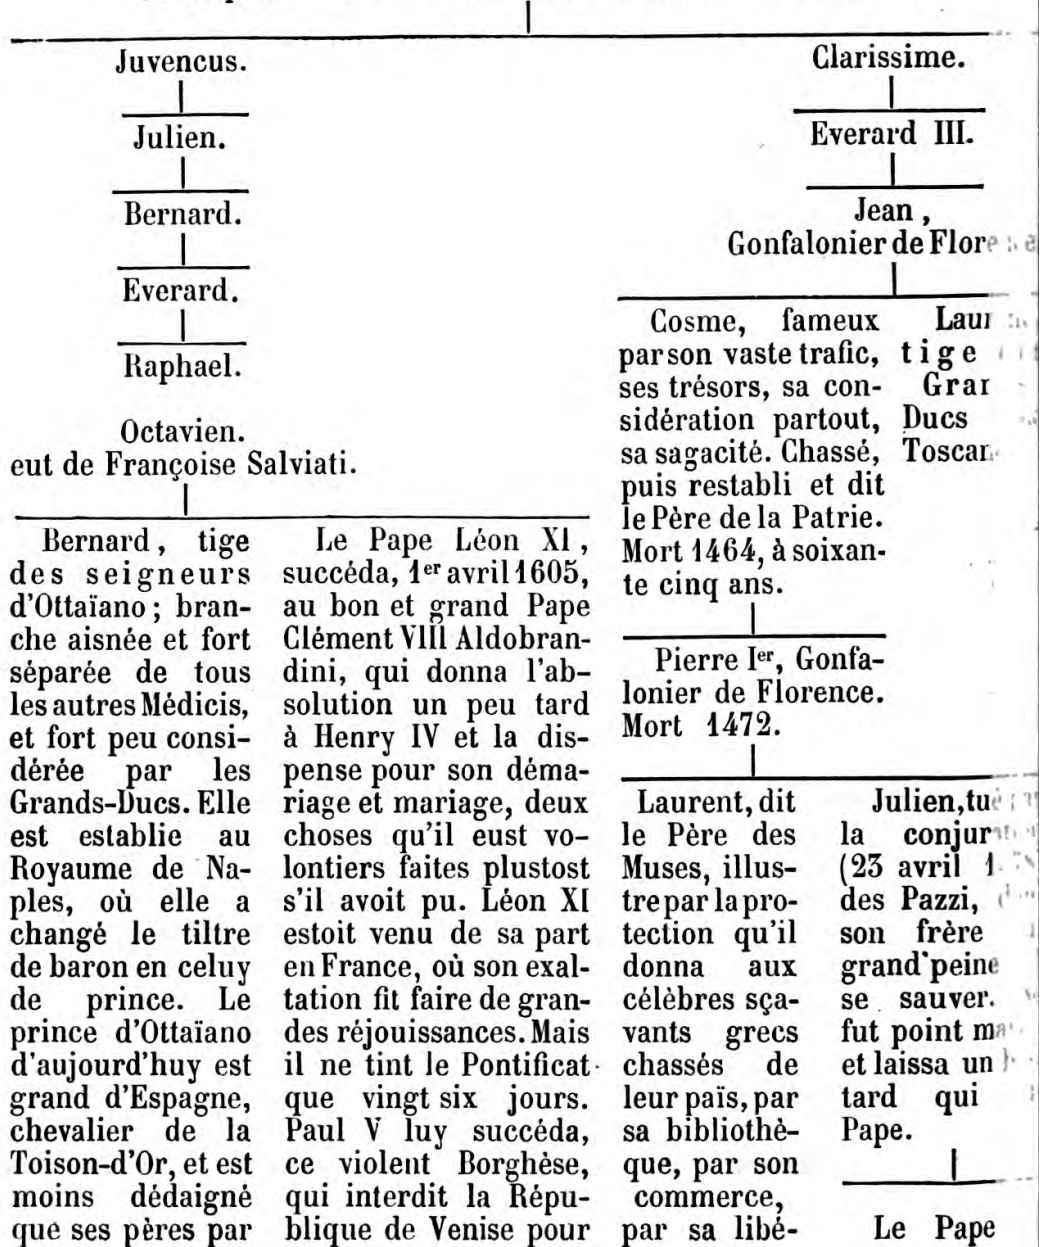 Juvencus.
Julien.
Bernard.
Everard.
Raphael.
Octavien.
eut de Françoise Salviati.
Bernard, tige
des seigneurs
d'Ottaïano; bran-
che aisnée et fort
séparée de tous
les autres Médicis,
et fort peu consi-
dérée par les
Grands-Ducs. Elle
est establie au
Royaume de Na-
ples, où elle a
changé le tiltre
de baron en celuy
de prince. Le
prince d'Ottaïano
d'aujourd'huy est
grand d'Espagne,
chevalier de la
Toison-d'Or, et est
moins dédaigné
que ses pères par
Le Pape Léon XI,
succéda, 1er avril 1605,
au bon et grand Pape
Clément VIII Aldobran-
dini, qui donna l'ab-
solution un peu tard
à Henry IV et la dis-
pense pour son déma-
riage et mariage, deux
choses qu'il eust vo-
lontiers faites plustost
s'il avoit pu. Léon XI
estoit venu de sa part
en France, où son exal-
tation fit faire de gran-
des réjouissances. Mais
il ne tint le Pontificat
que vingt six jours.
Paul V luy succéda,
ce violent Borghèse,
qui interdit la Répu-
blique de Venise pour
Clarissime.
Everard III.
Jean,
Gonfalonier de Flore
Cosme, fameux
par son vaste trafic,
ses trésors, sa con-
sidération partout,
sa sagacité. Chassé,
puis restabli et dit
le Père de la Patrie.
Mort 1464, à soixan-
te cinq ans.
Laur
tige
Gran
Ducs
Toscan
Pierre Ier, Gonfa-
lonier de Florence.
Mort 1472.
Laurent, dit
le Père des
Muses, illus-
tre par la pro-
tection qu'il
donna aux
célèbres sça-
vants grecs
chassés de
leur païs, par
sa bibliothè-
que, par son
commerce,
par sa libé-
Julien, tué
la conjur
(23 avril 1
des Pazzi,
son frère
grand'peine
se sauver.
fut point ma
et laissa un
tard qui
Pape.
Le Pape